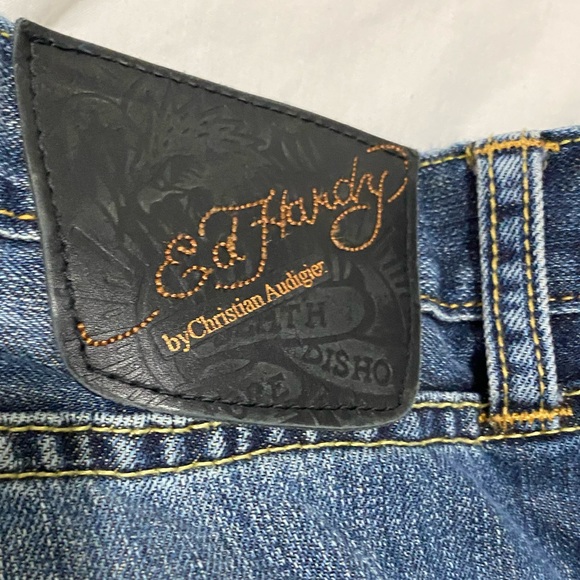 Ed Hardy
by Christian Audigier
DEATH
DISHO